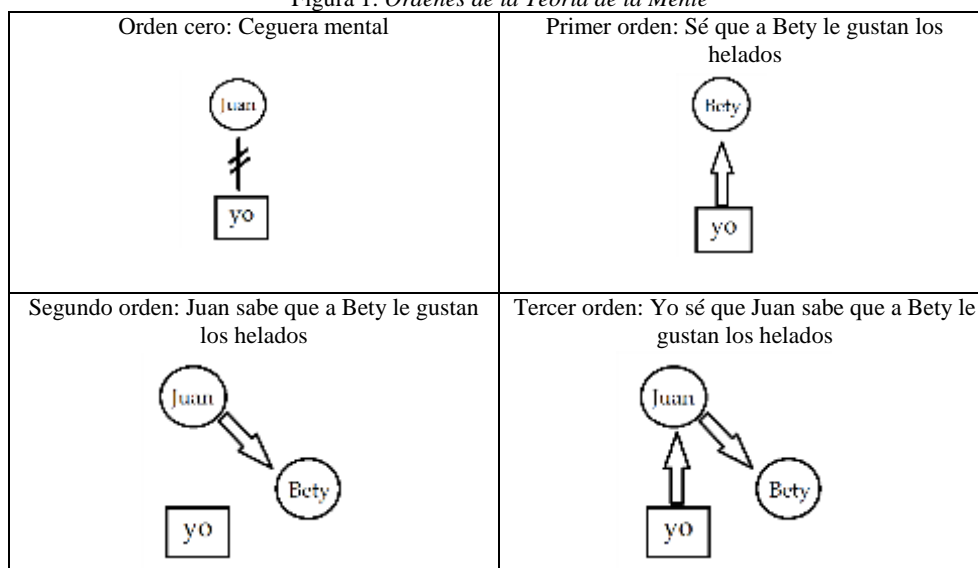 Figura 1. Órdenes de la Teoría de la Mente
Orden cero: Ceguera mental
Juan
yo
Primer orden: Sé que a Bety le gustan los
helados
Bety
yo
Segundo orden: Juan sabe que a Bety le gustan
los helados
Juan
Bety
yo
Tercer orden: Yo sé que Juan sabe que a Bety le
gustan los helados
Juan
Bety
yo